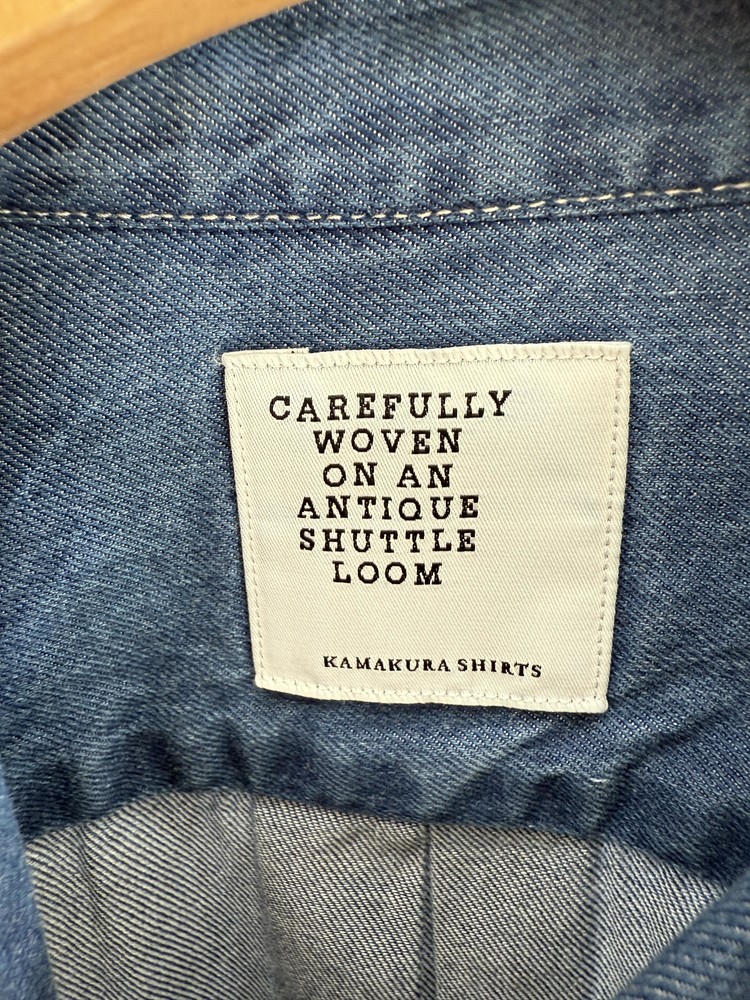 CAREFULLY
WOVEN
ON AN
ANTIQUE
SHUTTLE
LOOM
KAMAKURA SHIRTS